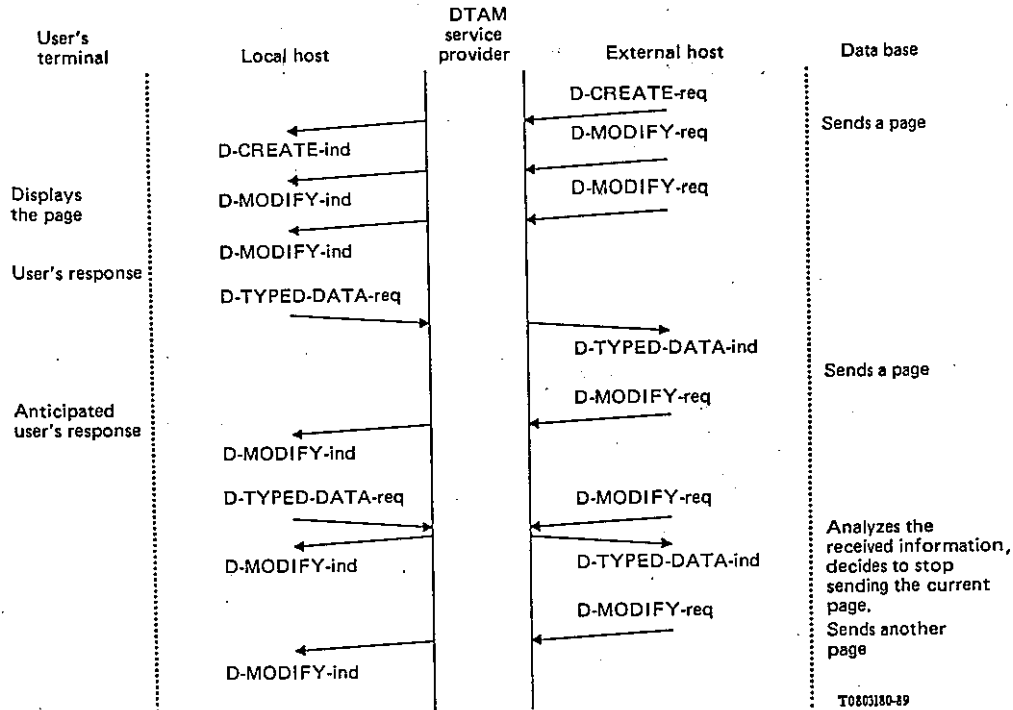 User's
terminal
Local host
DTAM
service
provider
External host
Data base
D-CREATE-req
Sends a page
D-CREATE-ind
D-MODIFY-req
Displays
the page
D-MODIFY-ind
D-MODIFY-req
D-MODIFY-ind
User's response
D-TYPED-DATA-req
D-TYPED-DATA-ind
Sends a page
Anticipated
user's response
D-MODIFY-req
D-MODIFY-ind
D-TYPED-DATA-req
D-MODIFY-req
D-MODIFY-ind
D-TYPED-DATA-ind
Analyzes the
received information,
decides to stop
sending the current
page.
D-MODIFY-req
Sends another
page
D-MODIFY-ind
T0803180-89